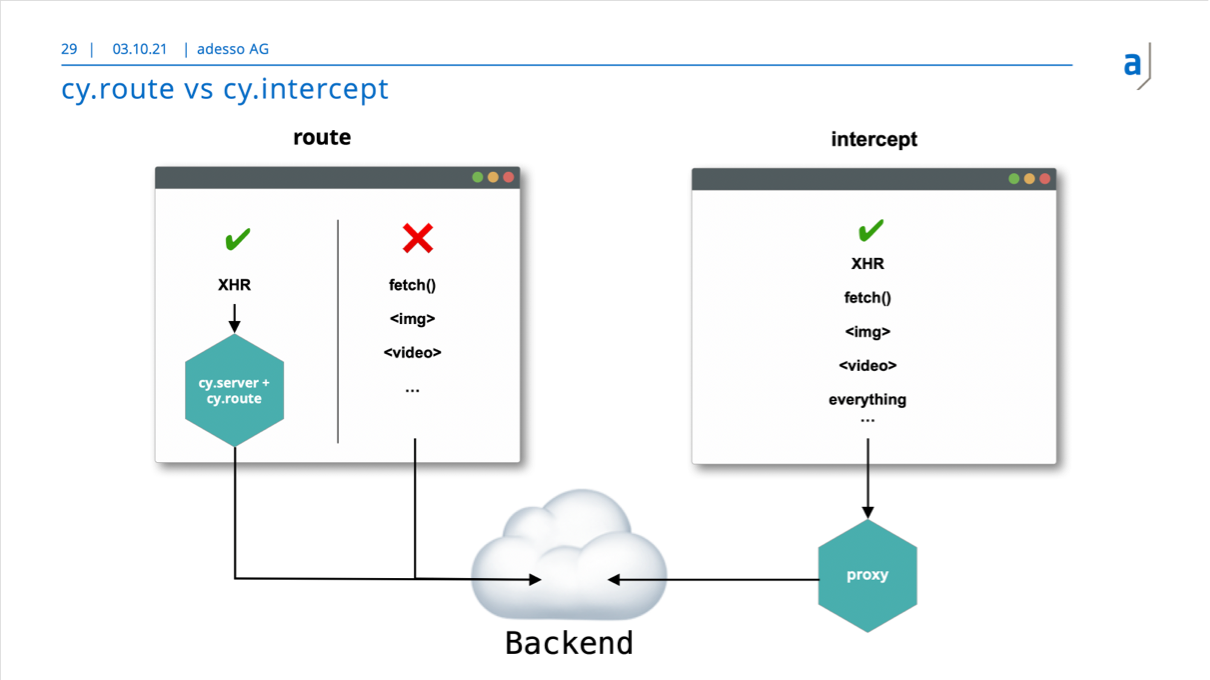 29 | 03.10.21 | adesso AG
a
cy.route vs cy.intercept
route
XHR
cy.server +
cy.route
fetch()
<img>
<video>
...
intercept
XHR
fetch()
<img>
<video>
everything
...
proxy
Backend